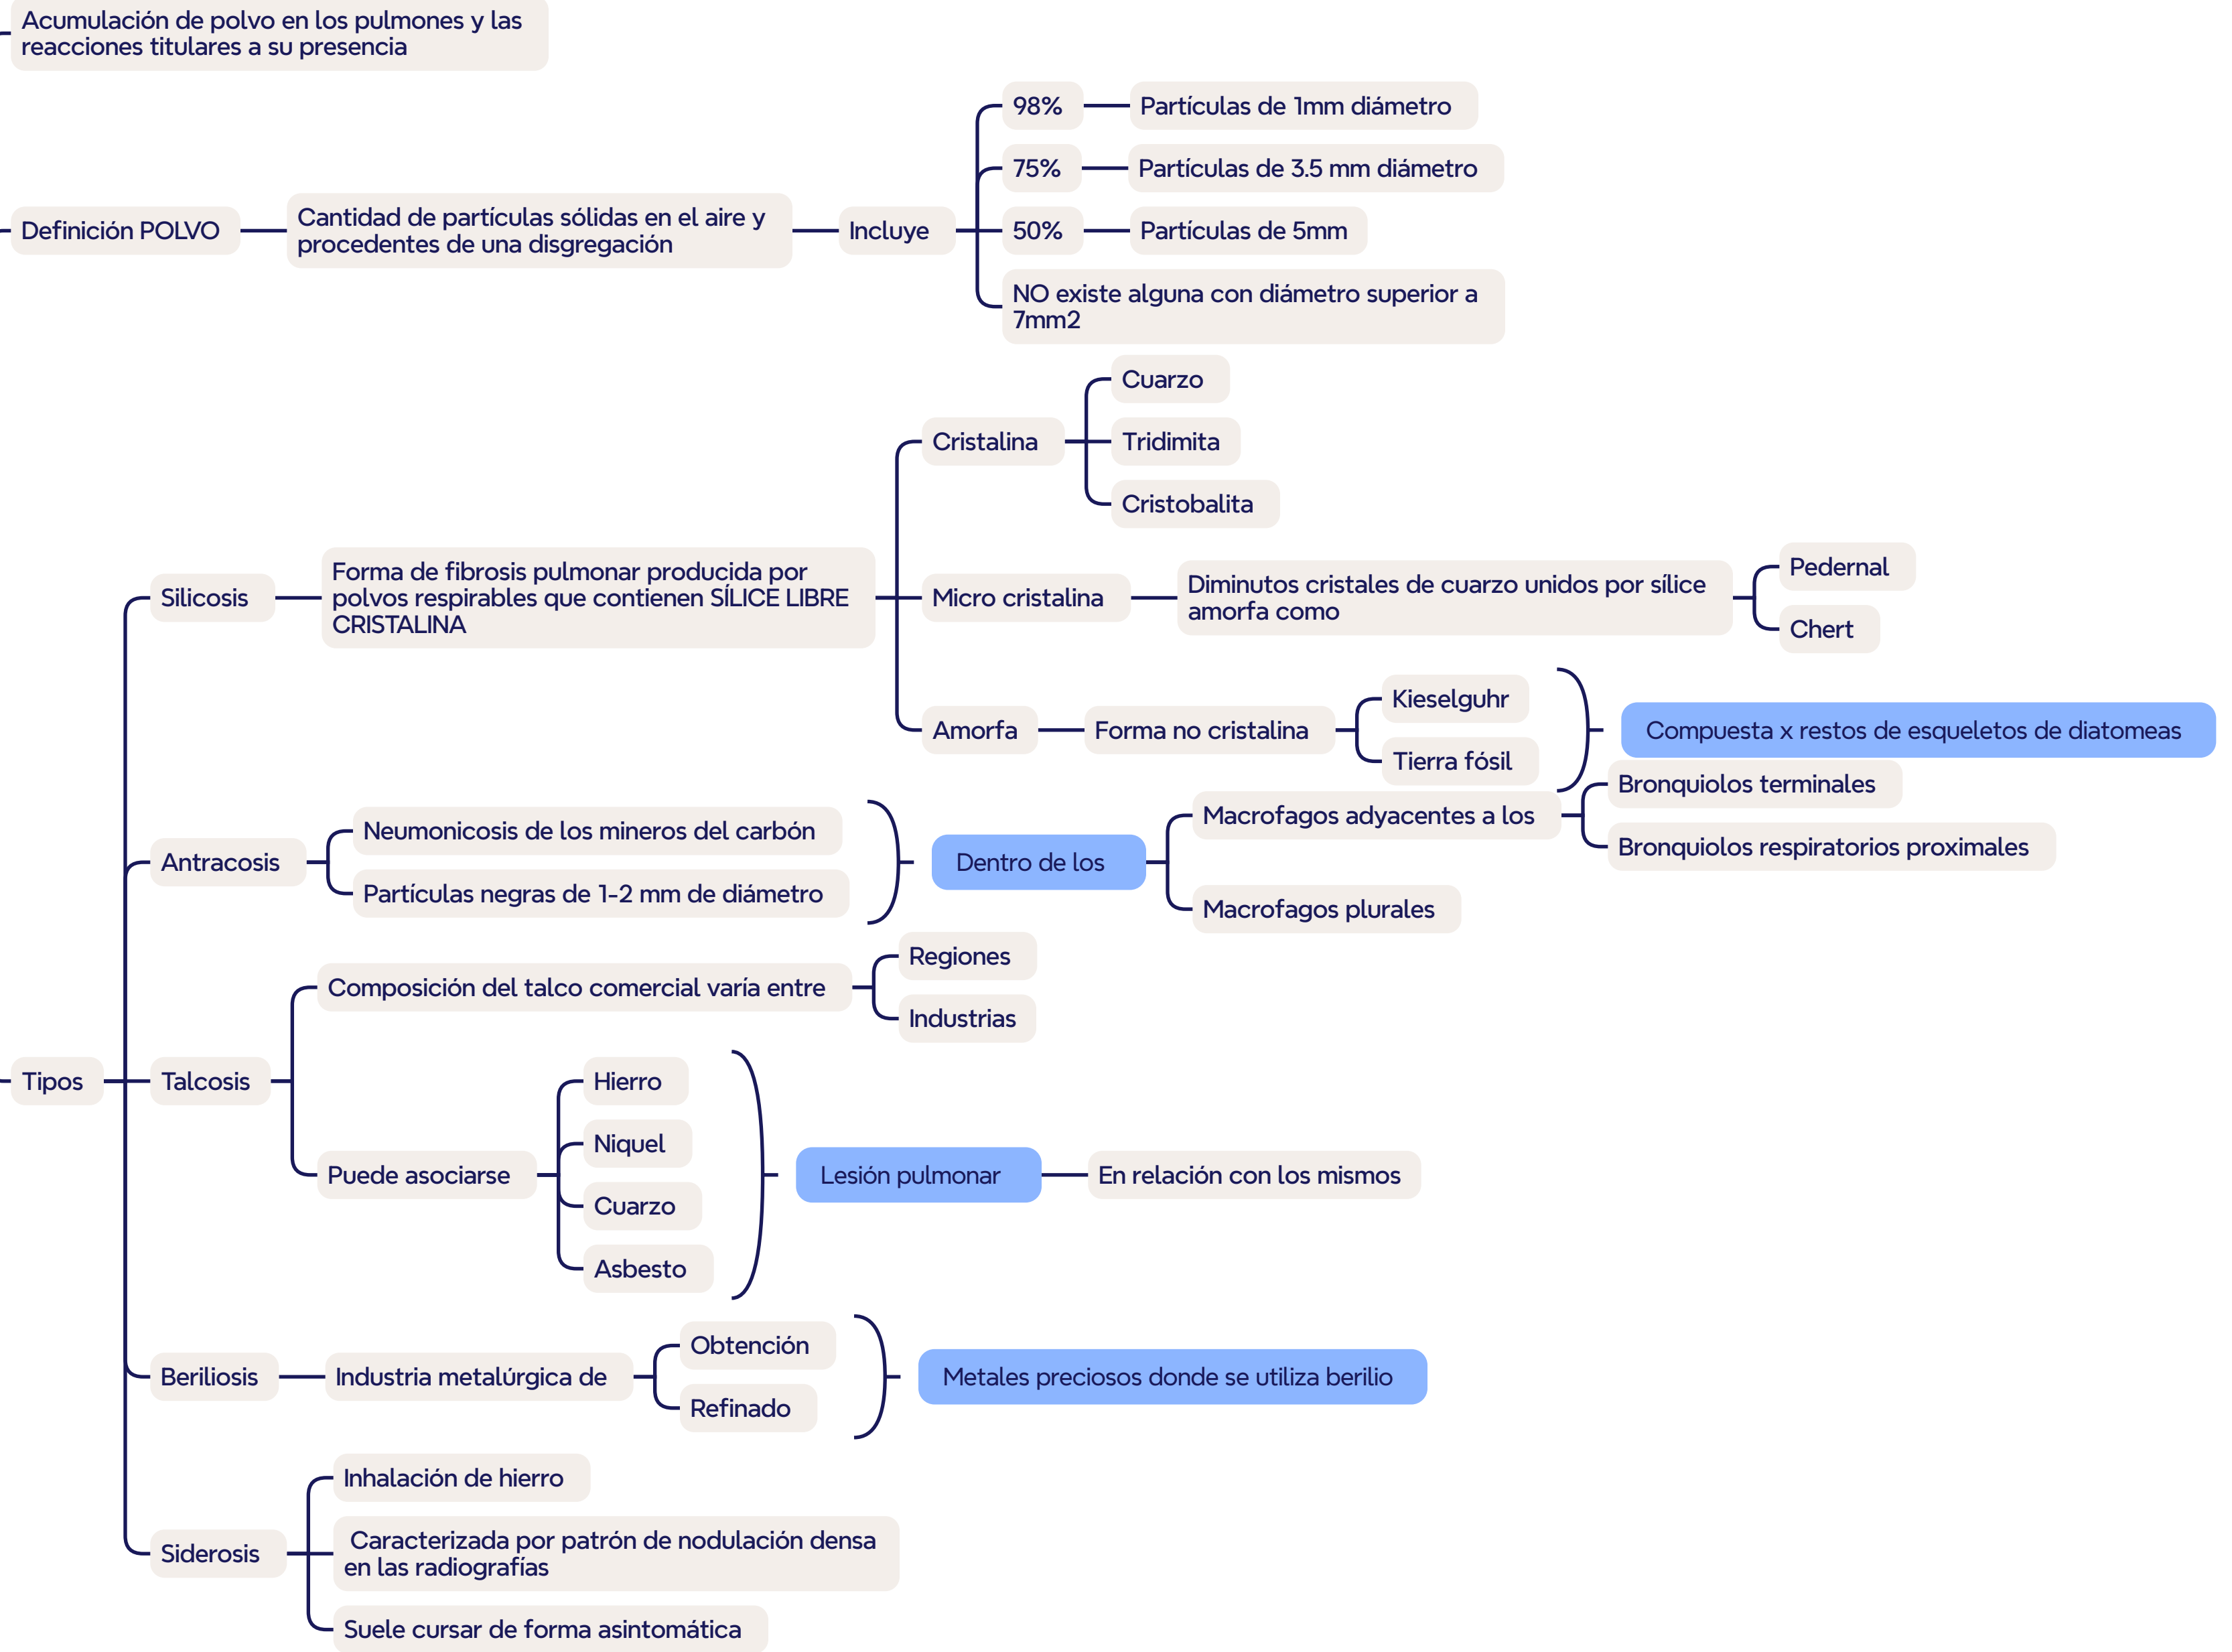 Acumulación de polvo en los pulmones y las
reacciones titulares a su presencia
98%
Partículas de 1mm diámetro
75%
Partículas de 3.5 mm diámetro
Definición POLVO
Cantidad de partículas sólidas en el aire y
procedentes de una disgregación
Incluye
50%
Partículas de 5mm
NO existe alguna con diámetro superior a
7mm2
Tipos
Silicosis
Forma de fibrosis pulmonar producida por
polvos respirables que contienen SÍLICE LIBRE
CRISTALINA
Cristalina
Cuarzo
Tridimita
Cristobalita
Micro cristalina
Diminutos cristales de cuarzo unidos por sílice
amorfa como
Pedernal
Chert
Amorfa
Forma no cristalina
Kieselguhr
Tierra fósil
Compuesta x restos de esqueletos de diatomeas
Antracosis
Neumonicosis de los mineros del carbón
Partículas negras de 1-2 mm de diámetro
Dentro de los
Macrofagos adyacentes a los
Bronquiolos terminales
Bronquiolos respiratorios proximales
Macrofagos plurales
Talcosis
Composición del talco comercial varía entre
Regiones
Industrias
Puede asociarse
Hierro
Niquel
Cuarzo
Asbesto
Lesión pulmonar
En relación con los mismos
Beriliosis
Industria metalúrgica de
Obtención
Refinado
Metales preciosos donde se utiliza berilio
Siderosis
Inhalación de hierro
Caracterizada por patrón de nodulación densa
en las radiografías
Suele cursar de forma asintomática